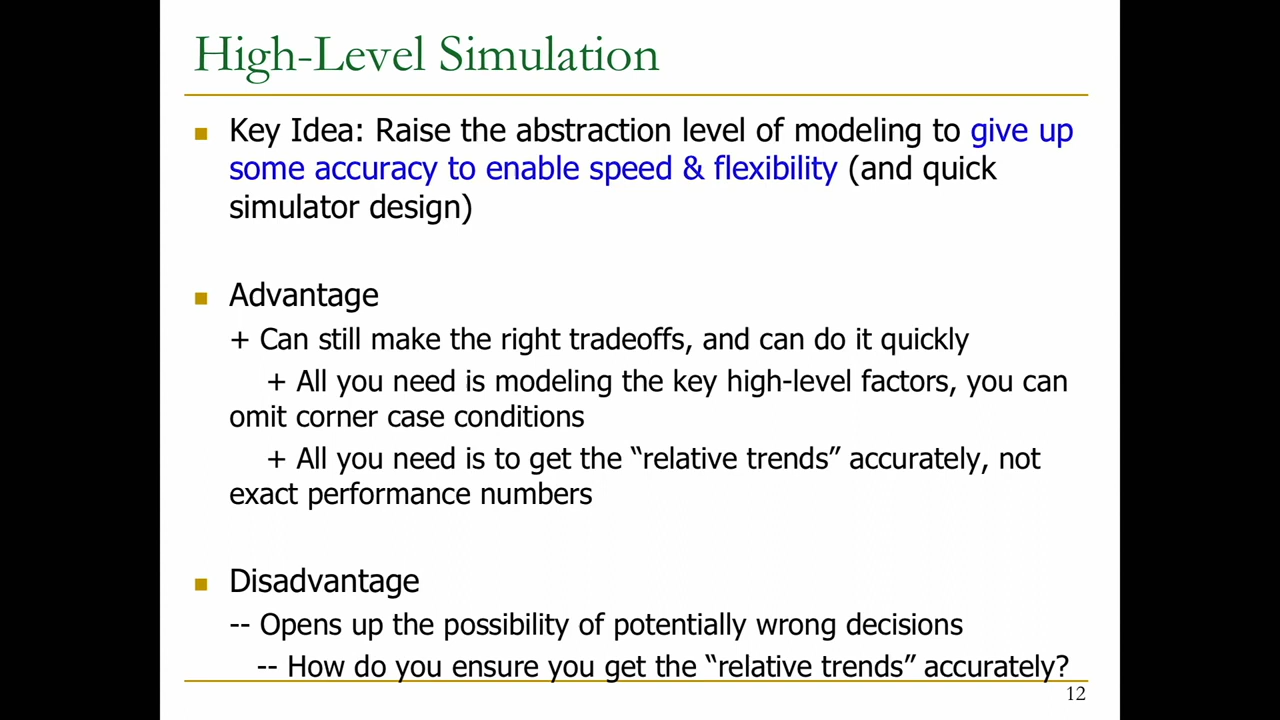 High-Level Simulation
Key Idea: Raise the abstraction level of modeling to give up
some accuracy to enable speed & flexibility (and quick
simulator design)
Advantage
+ Can still make the right tradeoffs, and can do it quickly
+ All you need is modeling the key high-level factors, you can
omit corner case conditions
+ All you need is to get the “relative trends” accurately, not
exact performance numbers
Disadvantage
-- Opens up the possibility of potentially wrong decisions
-- How do you ensure you get the “relative trends” accurately?
12